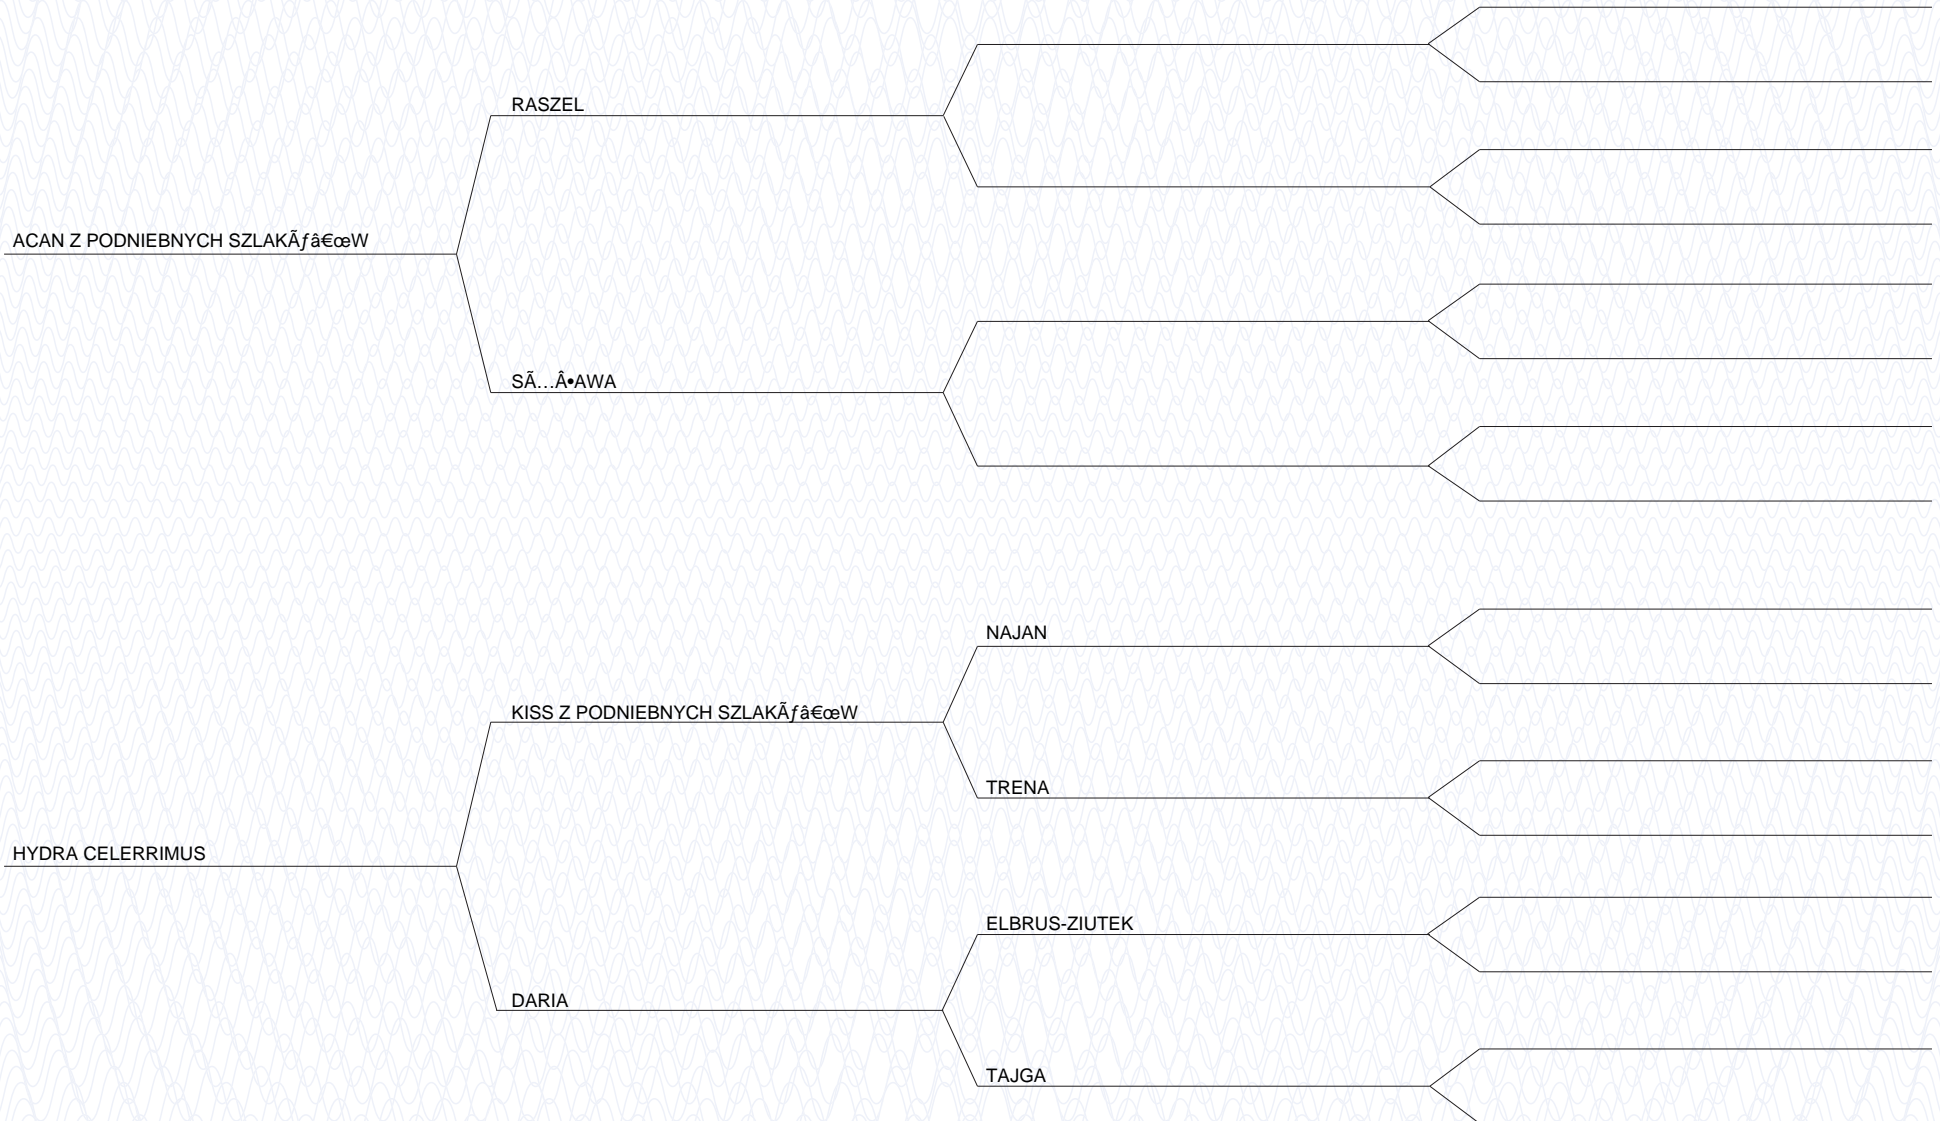 RASZEL
ACAN Z PODNIEBNYCH SZLAKÃƒâ€œW
SÃ…Â•AWA
NAJAN
KISS Z PODNIEBNYCH SZLAKÃƒâ€œW
TRENA
HYDRA CELERRIMUS
ELBRUS-ZIUTEK
DARIA
TAJGA